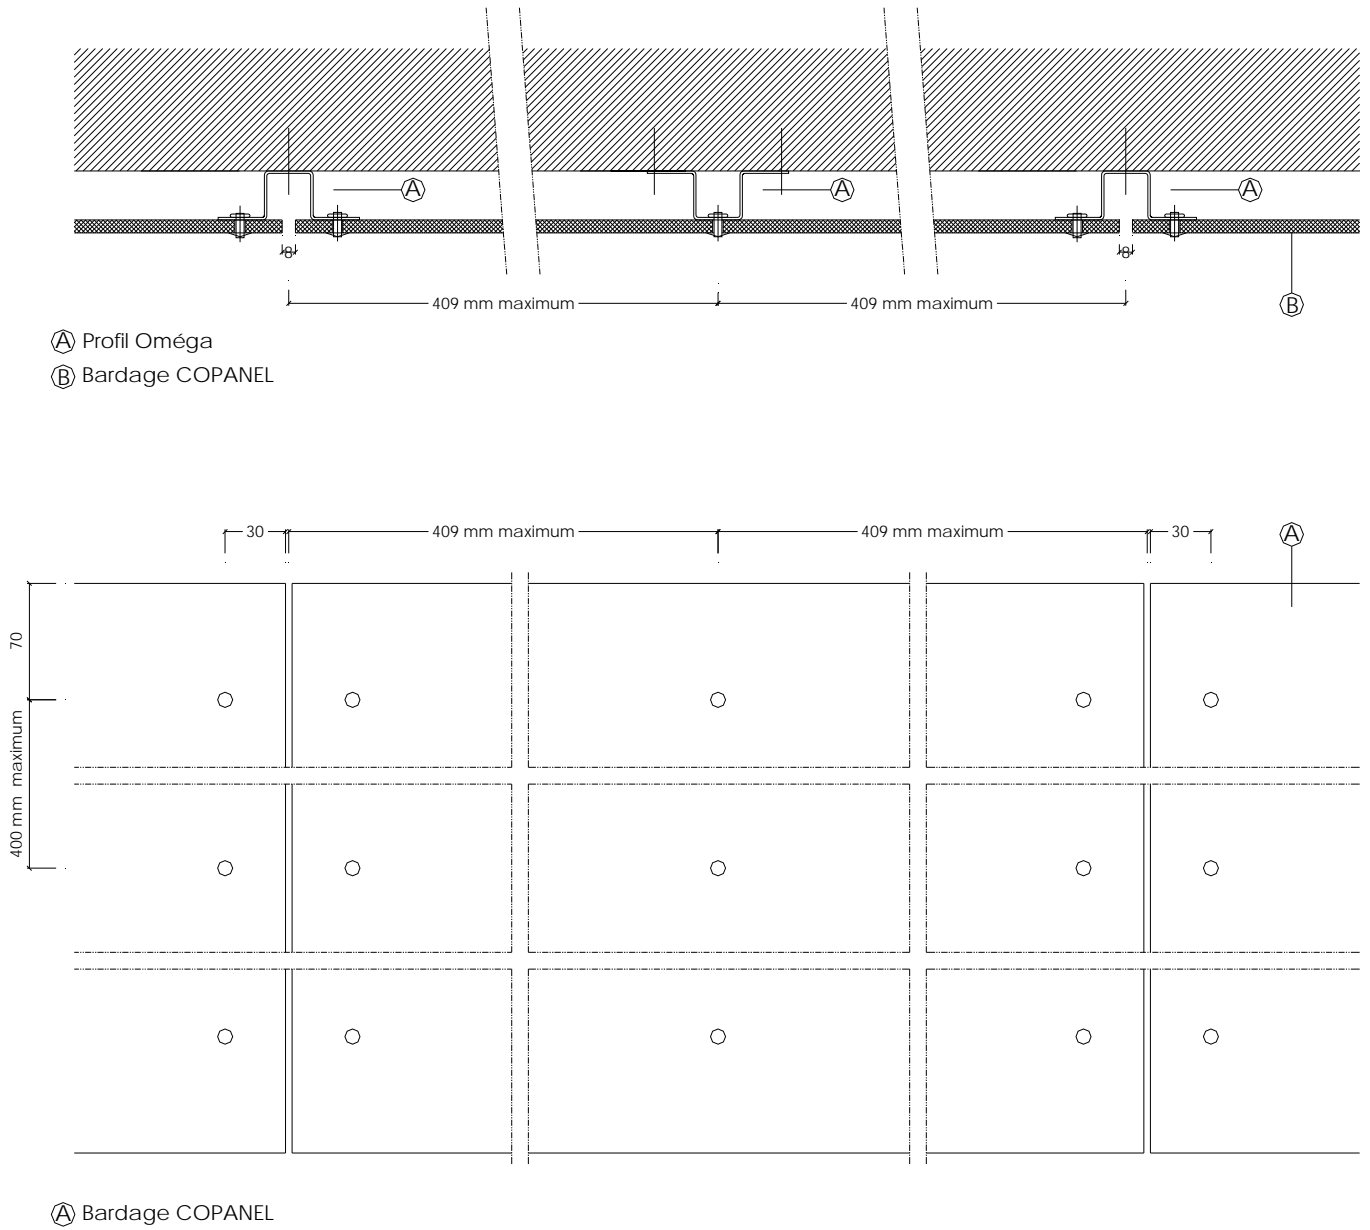 A A A
8 8
409 mm maximum 409 mm maximum B
A Profil Oméga
B Bardage COPANEL
30 409 mm maximum 409 mm maximum 30 A
70
400 mm maximum
A Bardage COPANEL